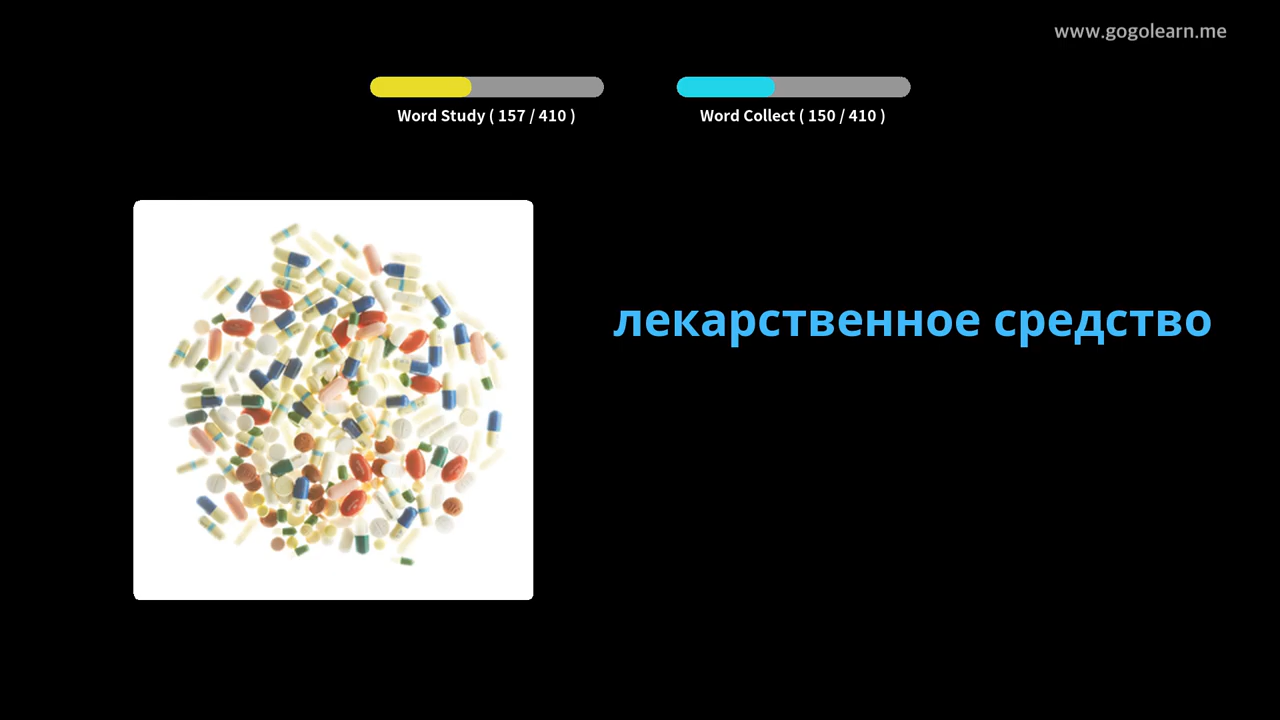 www.gogolearn.me
Word Study ( 157 / 410 )
Word Collect ( 150 / 410 )
лекарственное средство